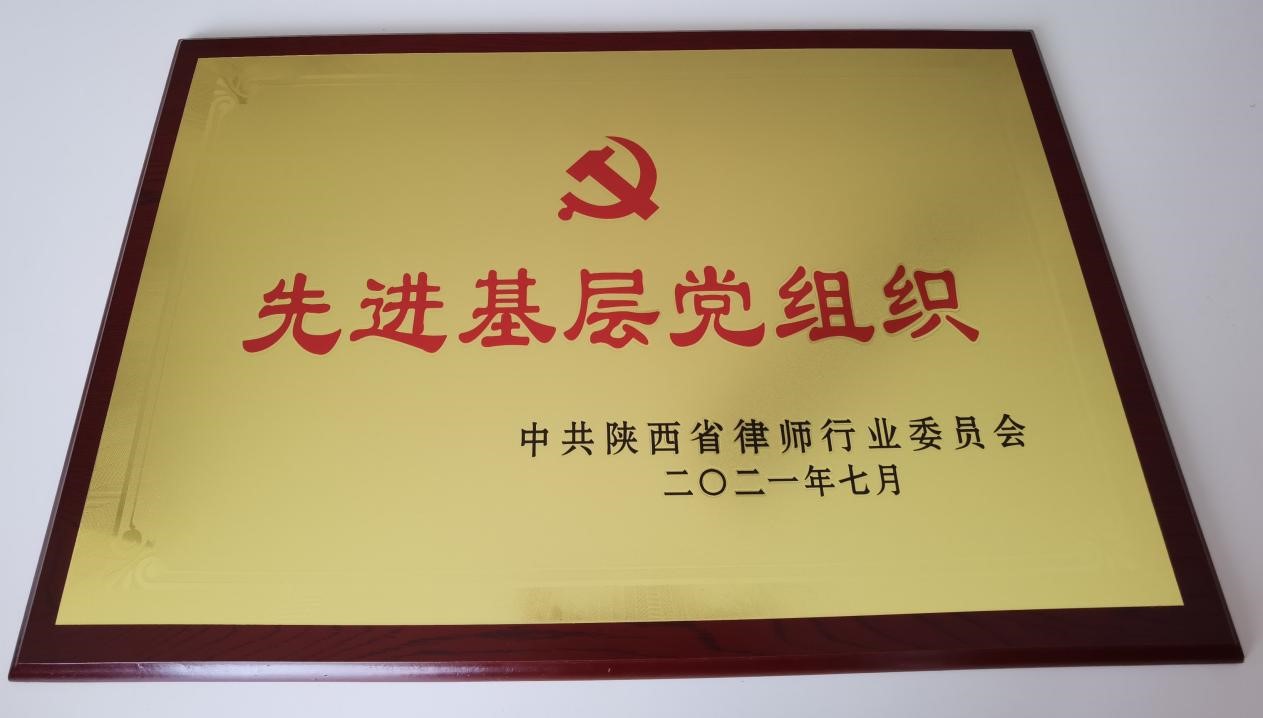 先进基层党组织
中共陕西省律师行业委员会
二〇二一年七月